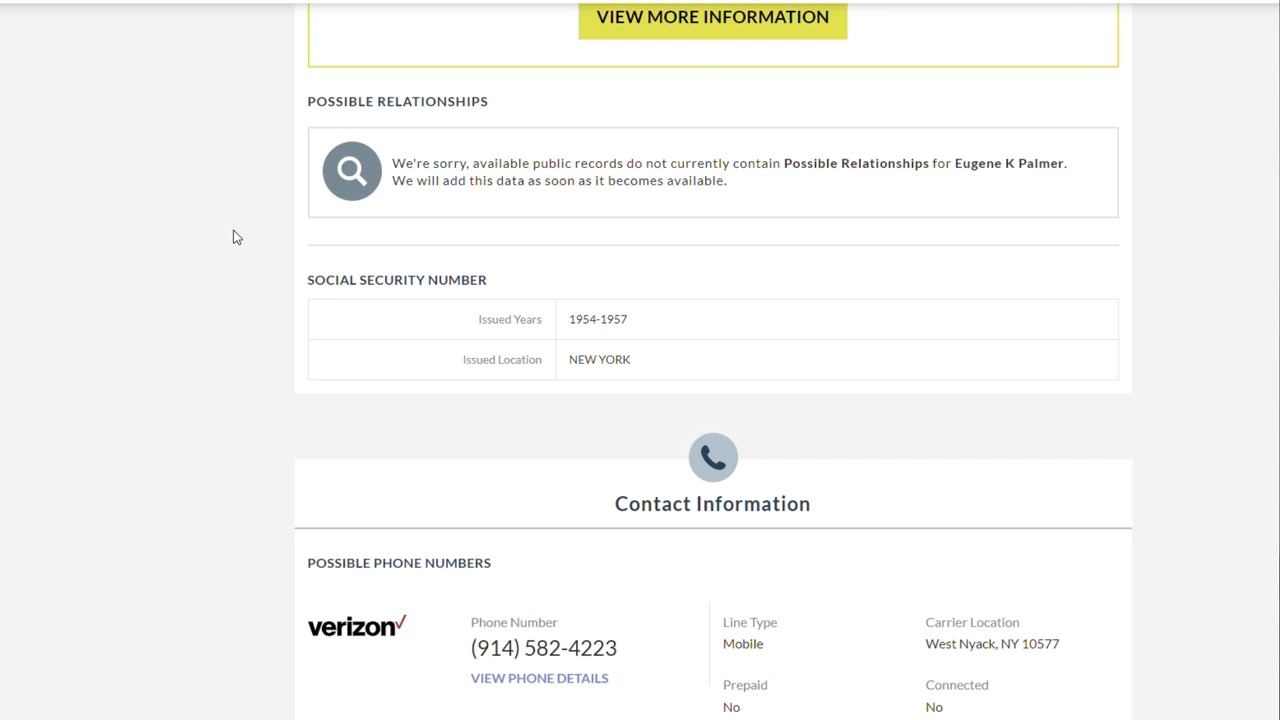 VIEW MORE INFORMATION
POSSIBLE RELATIONSHIPS
We're sorry, available public records do not currently contain Possible Relationships for Eugene K Palmer.
We will add this data as soon as it becomes available.
SOCIAL SECURITY NUMBER
Issued Years 1954-1957
Issued Location NEW YORK
Contact Information
POSSIBLE PHONE NUMBERS
verizon
Phone Number
(914) 582-4223
VIEW PHONE DETAILS
Line Type
Mobile
Carrier Location
West Nyack, NY 10577
Prepaid
No
Connected
No